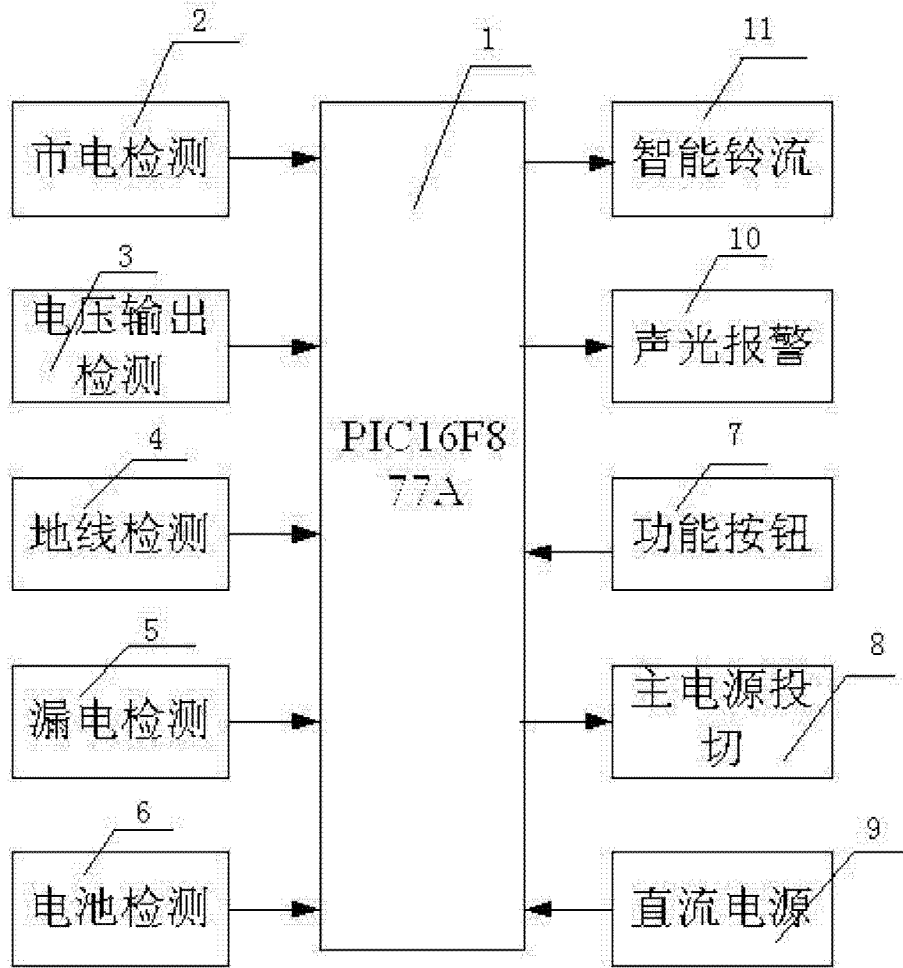 2
1
11
市电检测
智能铃流
3
10
电压输出
检测
声光报警
PIC16F8
77A
4
7
地线检测
功能按钮
5
8
漏电检测
主电源投
切
6
9
电池检测
直流电源